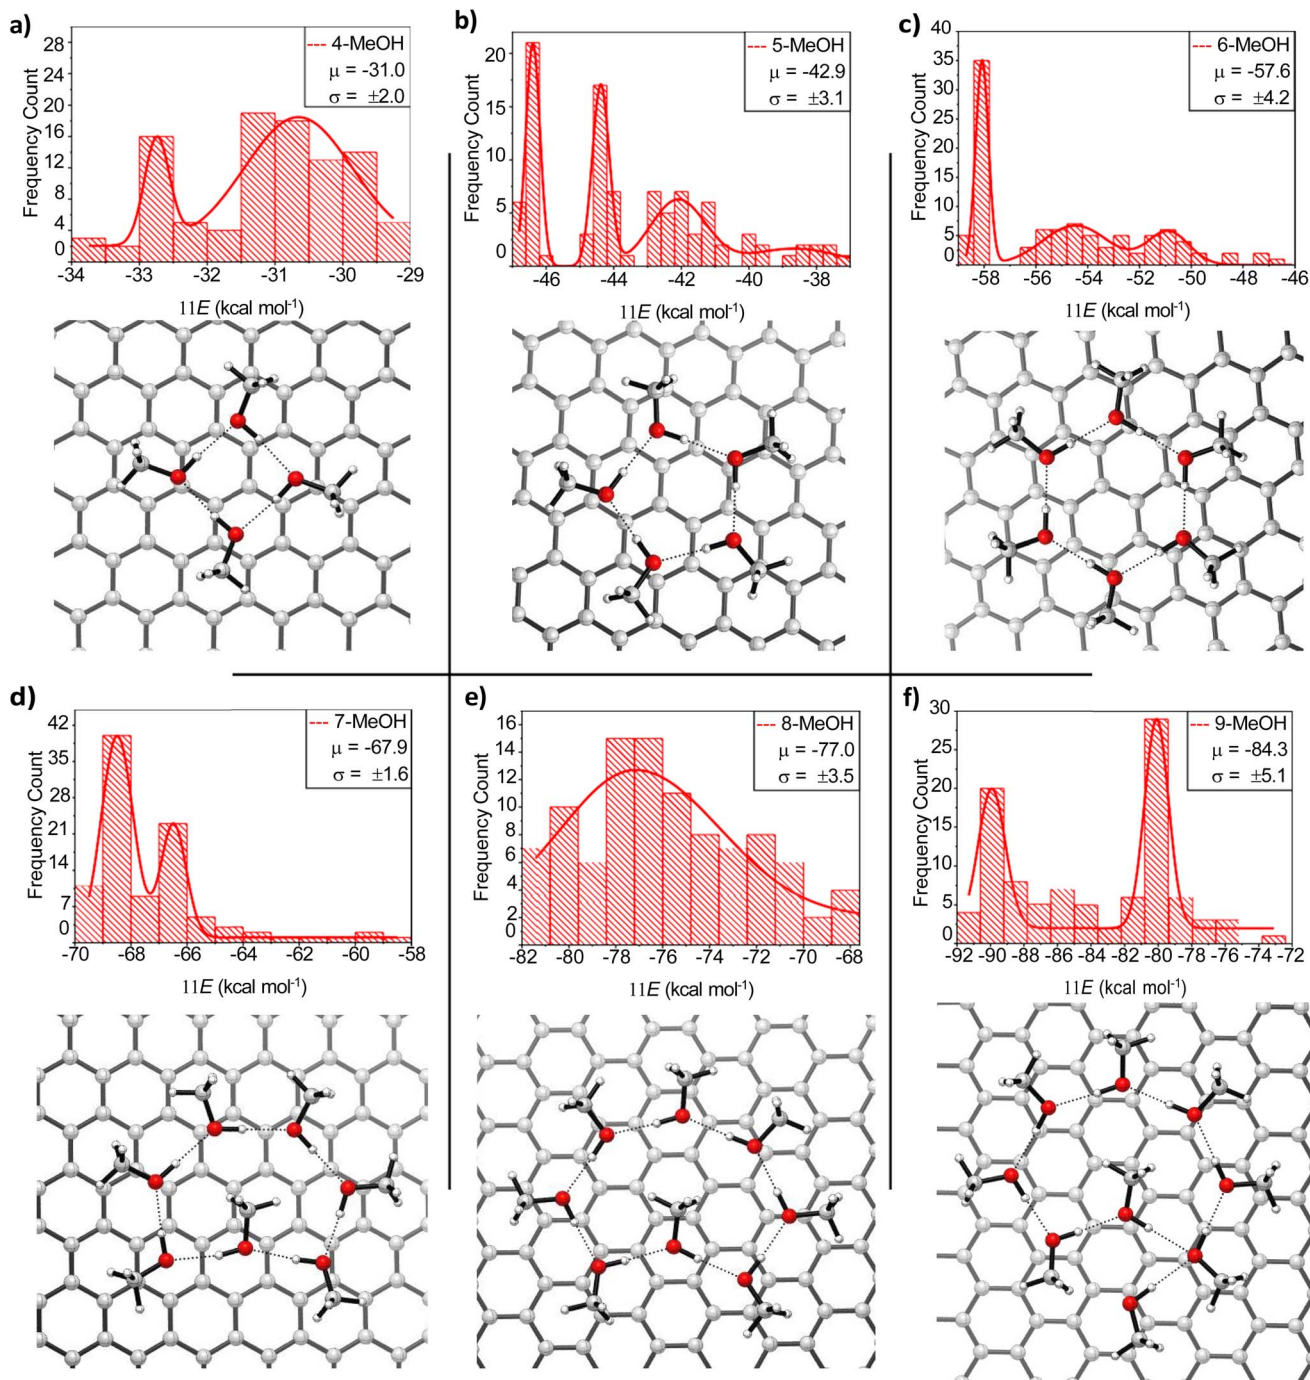 a)
4-MeOH
μ = -31.0
σ = ±2.0
Frequency Count
28
24
20
16
12
8
4
0
-34 -33 -32 -31 -30 -29
11E (kcal mol-1)
b)
5-MeOH
μ = -42.9
σ = ±3.1
Frequency Count
20
15
10
5
0
-46 -44 -42 -40 -38 -36
11E (kcal mol-1)
c)
6-MeOH
μ = -57.6
σ = ±4.2
Frequency Count
40
35
30
25
20
15
10
5
0
-58 -56 -54 -52 -50 -48 -46
11E (kcal mol-1)
d)
7-MeOH
μ = -67.9
σ = ±1.6
Frequency Count
42
35
28
21
14
7
0
-70 -68 -66 -64 -62 -60 -58
11E (kcal mol-1)
e)
8-MeOH
μ = -77.0
σ = ±3.5
Frequency Count
16
14
12
10
8
6
4
2
0
-82 -80 -78 -76 -74 -72 -70 -68
11E (kcal mol-1)
f)
9-MeOH
μ = -84.3
σ = ±5.1
Frequency Count
30
25
20
15
10
5
0
-92 -90 -88 -86 -84 -82 -80 -78 -76 -74 -72
11E (kcal mol-1)